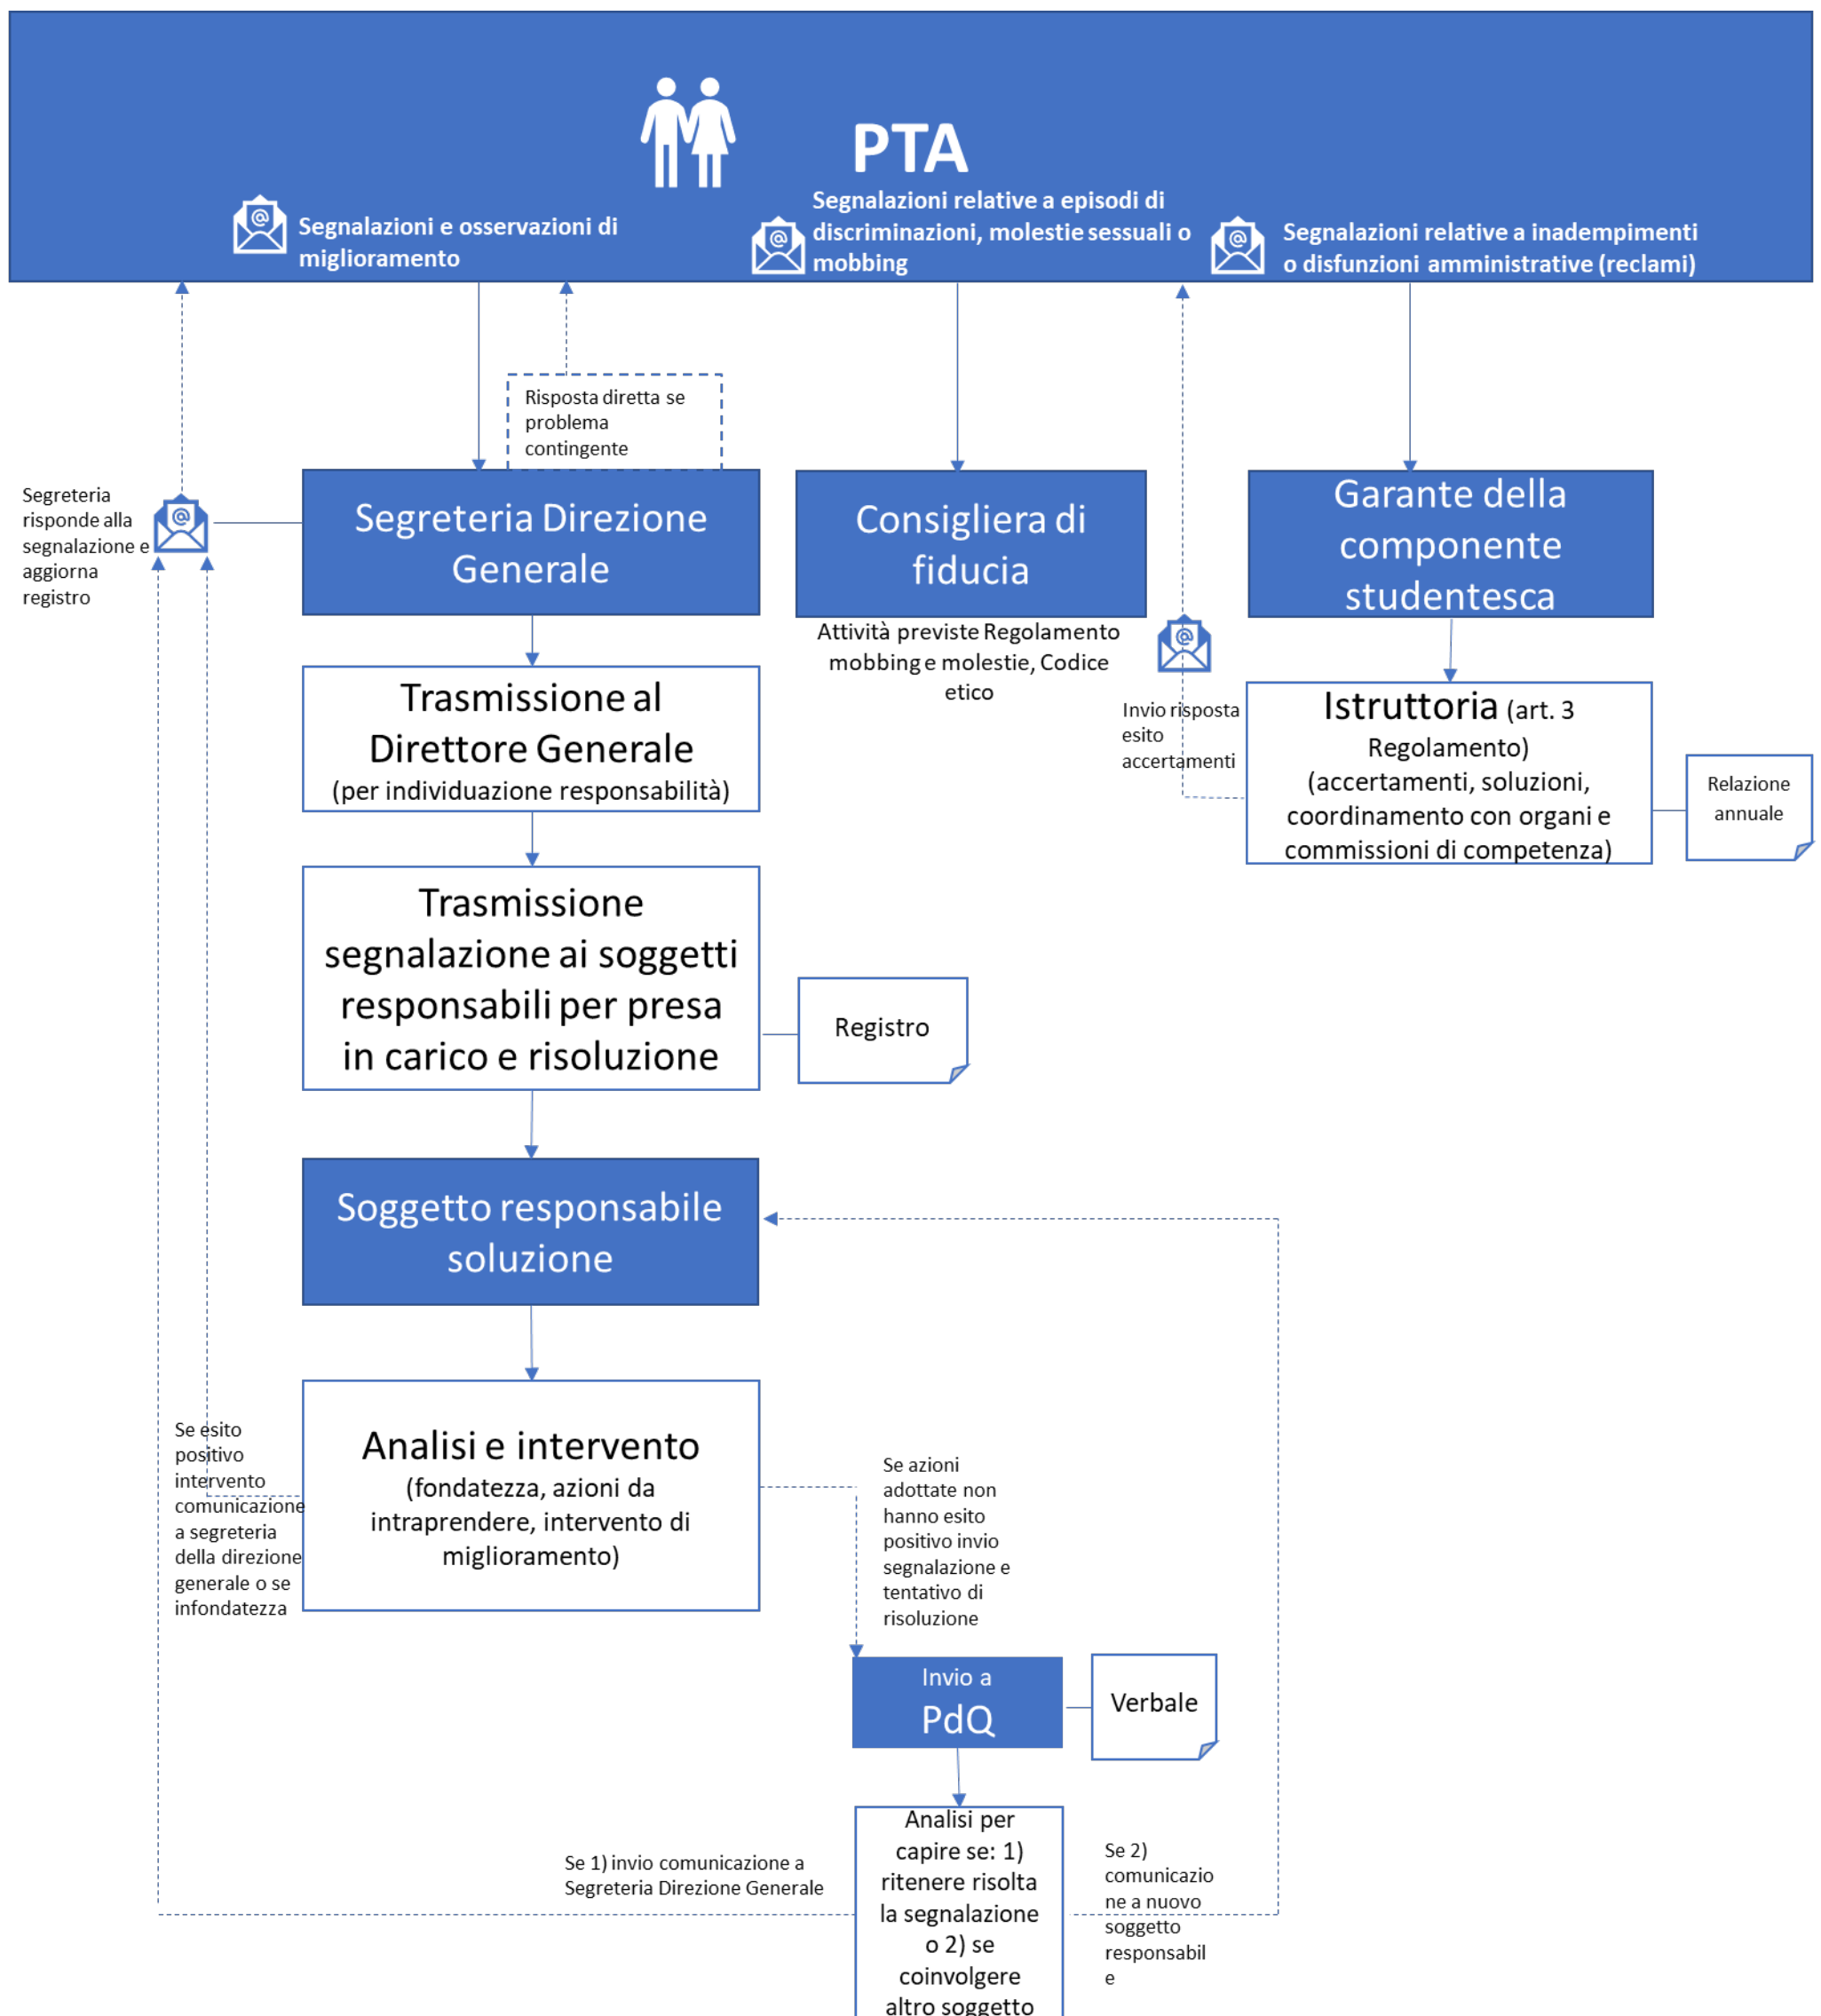 PTA
Segnalazioni e osservazioni di
miglioramento
Segnalazioni relative a episodi di
discriminazioni, molestie sessuali o
mobbing
Segnalazioni relative a inadempimenti
o disfunzioni amministrative (reclami)
Risposta diretta se
problema
contingente
Segreteria
risponde alla
segnalazione e
aggiorna
registro
Segreteria Direzione
Generale
Consigliera di
fiducia
Attività previste Regolamento
mobbing e molestie, Codice
etico
Garante della
componente
studentesca
Invio risposta
esito
accertamenti
Istruttoria (art. 3
Regolamento)
(accertamenti, soluzioni,
coordinamento con organi e
commissioni di competenza)
Relazione
annuale
Trasmissione al
Direttore Generale
(per individuazione responsabilità)
Trasmissione
segnalazione ai soggetti
responsabili per presa
in carico e risoluzione
Registro
Soggetto responsabile
soluzione
Se esito
positivo
intervento
comunicazione
a segreteria
della direzione
generale o se
infondatezza
Analisi e intervento
(fondatezza, azioni da
intraprendere, intervento di
miglioramento)
Se azioni
adottate non
hanno esito
positivo invio
segnalazione e
tentativo di
risoluzione
Invio a
PdQ
Verbale
Se 1) invio comunicazione a
Segreteria Direzione Generale
Analisi per
capire se: 1)
ritenere risolta
la segnalazione
o 2) se
coinvolgere
altro soggetto
Se 2)
comunicazio
ne a nuovo
soggetto
responsabil
e